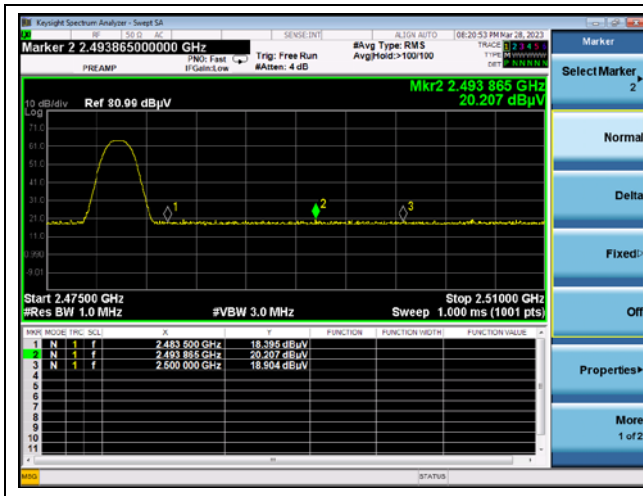 Keysight Spectrum Analyzer - Swept SA
RF 50 Ω AC SENSE:INT ALIGN AUTO 08:20:53 PM Mar 28, 2023
Marker 2 2.493865000000 GHz
PREAMP
PNO: Fast
IFGain:Low
Trig: Free Run
#Atten: 4 dB
#Avg Type: RMS
Avg|Hold:>100/100
TRACE 1 2 3 4 5
TYPE M
DET P N N N N N
Mkr2 2.493 865 GHz
20.207 dBµV
10 dB/div Ref 80.99 dBµV
Log
71.0
61.0
51.0
41.0
31.0
21.0
11.0
0.990
-9.01
1
2
3
Start 2.47500 GHz Stop 2.51000 GHz
#Res BW 1.0 MHz #VBW 3.0 MHz Sweep 1.000 ms (1001 pts)
MKR MODE TRC SCL X Y FUNCTION FUNCTION WIDTH FUNCTION VALUE
1 N 1 f 2.483 500 GHz 18.395 dBµV
2 N 1 f 2.493 865 GHz 20.207 dBµV
3 N 1 f 2.500 000 GHz 18.904 dBµV
4
5
6
7
8
9
10
11
MSG STATUS
Marker
Select Marker
2
Normal
Delta
Fixed
Off
Properties
More
1 of 2